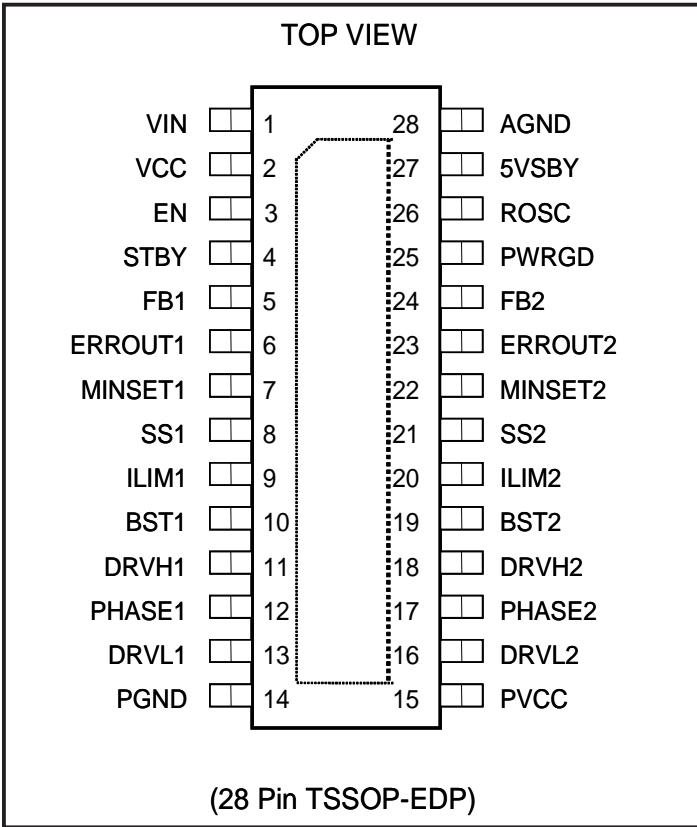 TOP VIEW
VIN 1 28 AGND
VCC 2 27 5VSBY
EN 3 26 ROSC
STBY 4 25 PWRGD
FB1 5 24 FB2
ERROUT1 6 23 ERROUT2
MINSET1 7 22 MINSET2
SS1 8 21 SS2
ILIM1 9 20 ILIM2
BST1 10 19 BST2
DRVH1 11 18 DRVH2
PHASE1 12 17 PHASE2
DRVL1 13 16 DRVL2
PGND 14 15 PVCC
(28 Pin TSSOP-EDP)